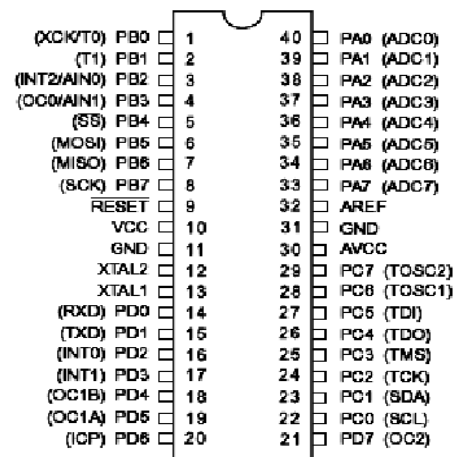 (XCK/T0) PB0 1 40 PA0 (ADC0)
(T1) PB1 2 39 PA1 (ADC1)
(INT2/AIN0) PB2 3 38 PA2 (ADC2)
(OC0/AIN1) PB3 4 37 PA3 (ADC3)
(SS) PB4 5 36 PA4 (ADC4)
(MOSI) PB5 6 35 PA5 (ADC5)
(MISO) PB6 7 34 PA6 (ADC6)
(SCK) PB7 8 33 PA7 (ADC7)
RESET 9 32 AREF
VCC 10 31 GND
GND 11 30 AVCC
XTAL2 12 29 PC7 (TOSC2)
XTAL1 13 28 PC6 (TOSC1)
(RXD) PD0 14 27 PC5 (TDI)
(TXD) PD1 15 26 PC4 (TDO)
(INT0) PD2 16 25 PC3 (TMS)
(INT1) PD3 17 24 PC2 (TCK)
(OC1B) PD4 18 23 PC1 (SDA)
(OC1A) PD5 19 22 PC0 (SCL)
(ICP) PD6 20 21 PD7 (OC2)